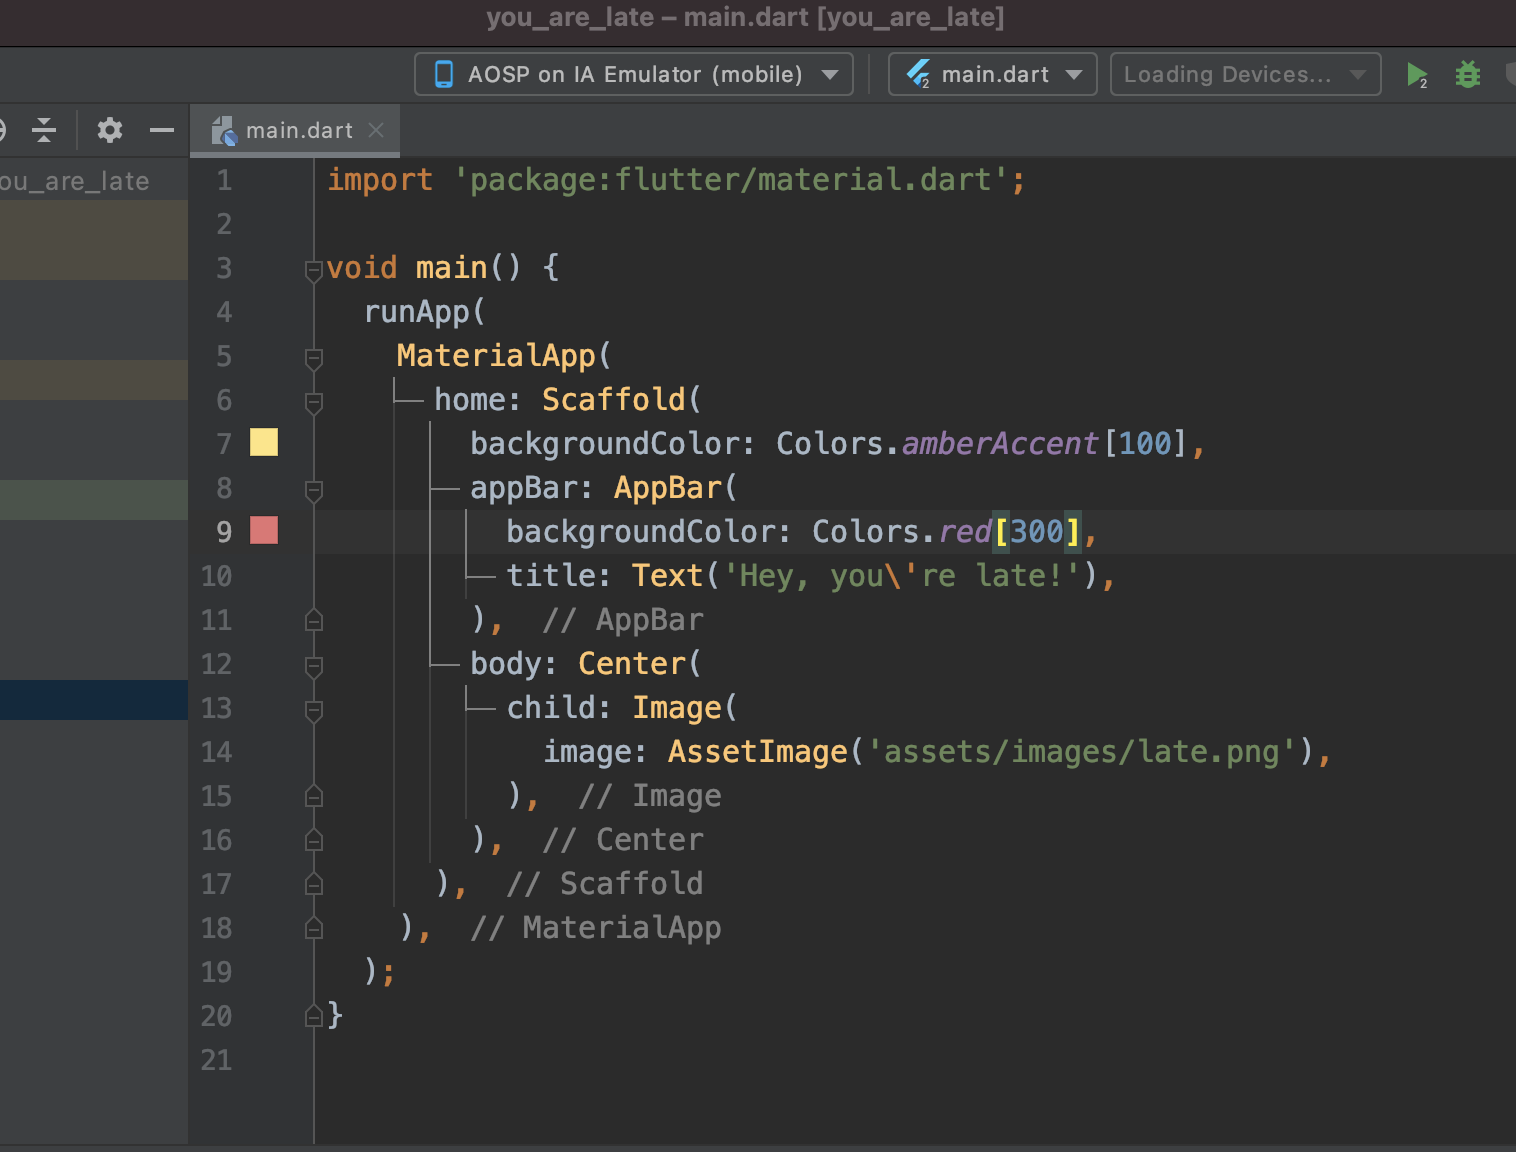 you_are_late – main.dart [you_are_late]
AOSP on IA Emulator (mobile) main.dart Loading Devices...
main.dart
ou_are_late
1 import 'package:flutter/material.dart';
2
3 void main() {
4 runApp(
5 MaterialApp(
6 home: Scaffold(
7 backgroundColor: Colors.amberAccent[100],
8 appBar: AppBar(
9 backgroundColor: Colors.red[300],
10 title: Text('Hey, you\'re late!'),
11 ), // AppBar
12 body: Center(
13 child: Image(
14 image: AssetImage('assets/images/late.png'),
15 ), // Image
16 ), // Center
17 ), // Scaffold
18 ), // MaterialApp
19 );
20 }
21